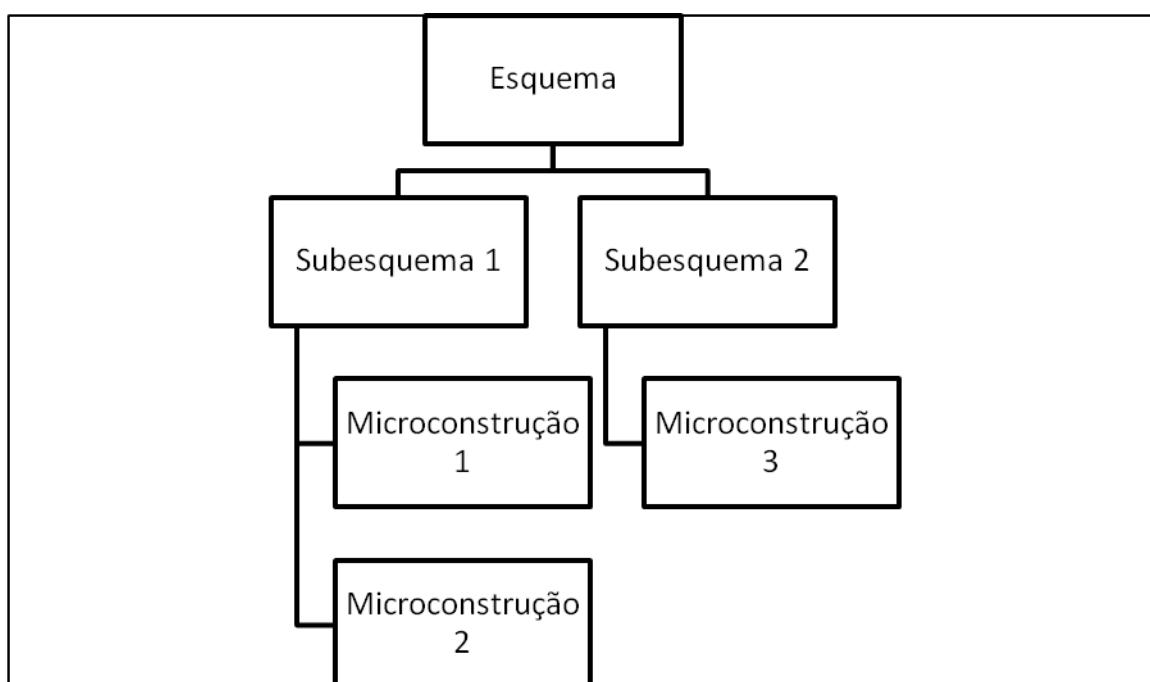 Esquema
Subesquema 1
Subesquema 2
Microconstrução
1
Microconstrução
3
Microconstrução
2